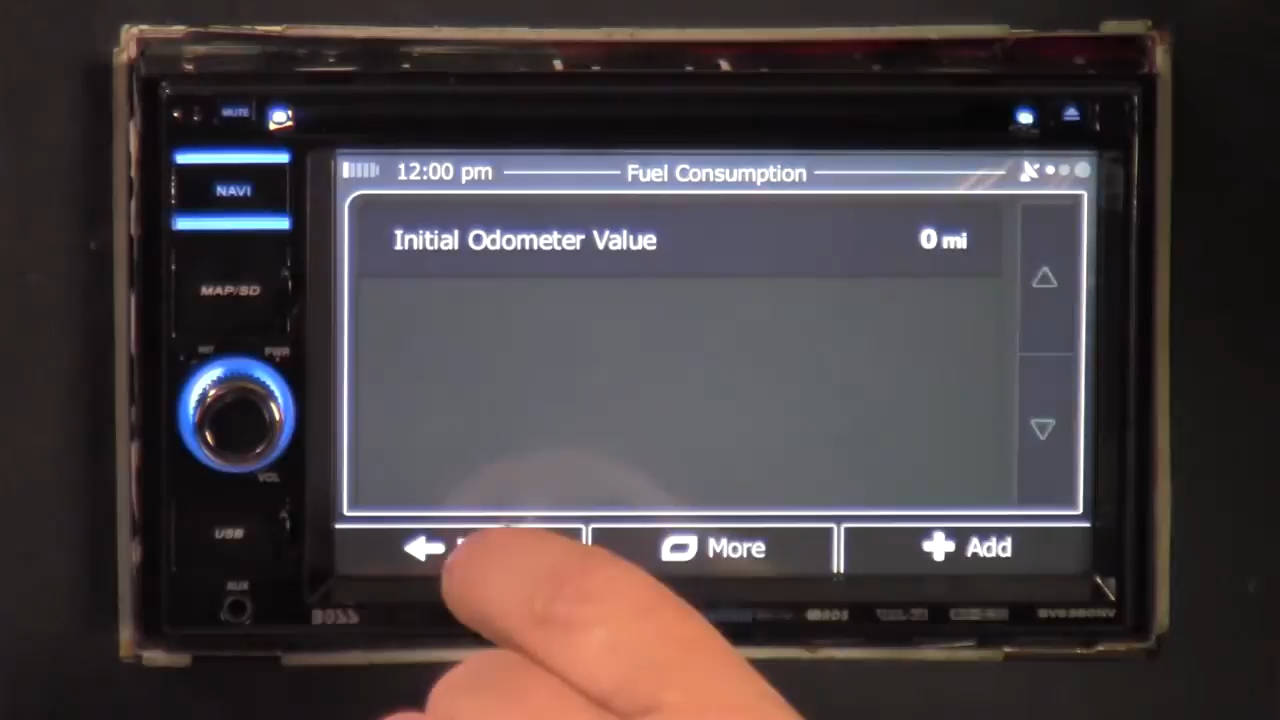 MUTE
12:00 pm Fuel Consumption
NAVI
Initial Odometer Value 0 mi
MAP/SD
PWR
VOL
USB
More
Add
AUX
BOSS